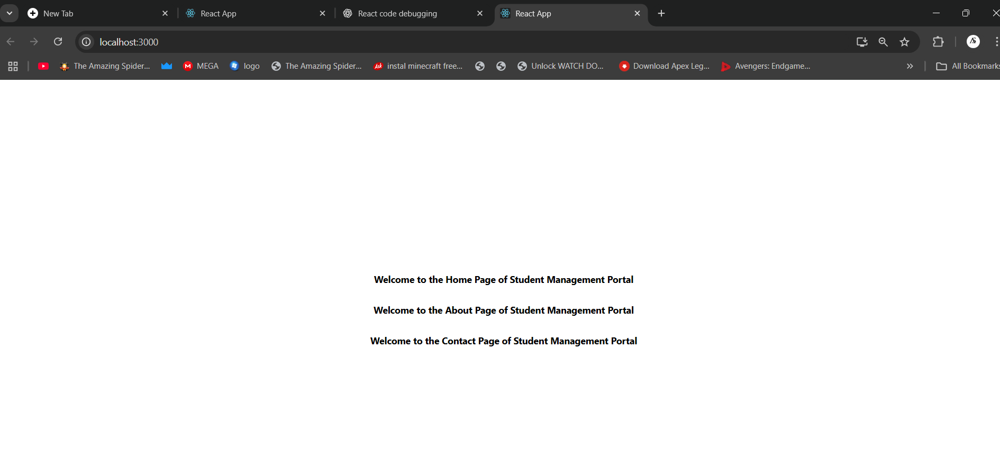 New Tab
React App
React code debugging
React App
localhost:3000
The Amazing Spider...
MEGA
logo
The Amazing Spider...
Ask
instal minecraft free...
Unlock WATCH DO...
Download Apex Leg...
Avengers: Endgame...
All Bookmarks
Welcome to the Home Page of Student Management Portal
Welcome to the About Page of Student Management Portal
Welcome to the Contact Page of Student Management Portal